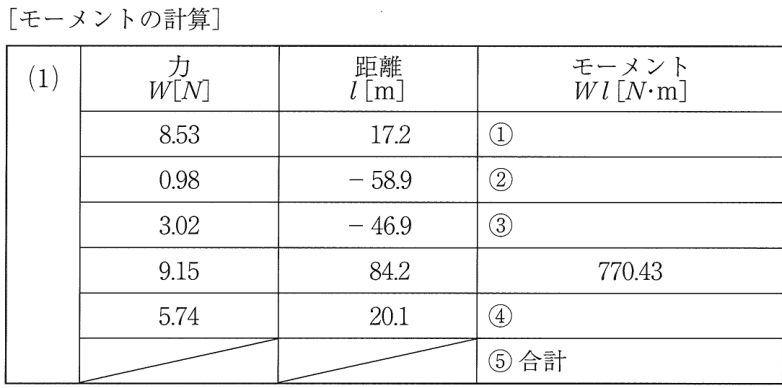 ［モーメントの計算］
(1) 力 W[N] 距離 l [m] モーメント W l [N·m]
8.53 17.2 ①
0.98 −58.9 ②
3.02 −46.9 ③
9.15 84.2 770.43
5.74 20.1 ④
⑤ 合計